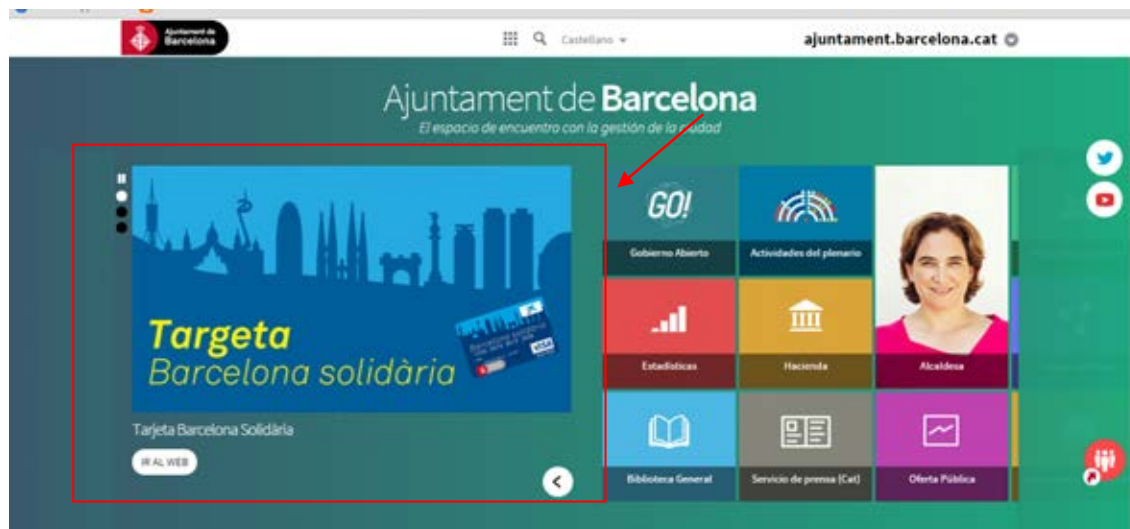 Ajuntament de
Barcelona
Castellano
ajuntament.barcelona.cat
Ajuntament de Barcelona
El espacio de encuentro con la gestión de la ciudad
Targeta
Barcelona solidària
VISA
Tarjeta Barcelona Solidària
IR AL WEB
GO!
Gobierno Abierto
Actividades del plenario
Estadísticas
Hacienda
Alcaldesa
Biblioteca General
Servicio de prensa (Cat)
Oferta Pública